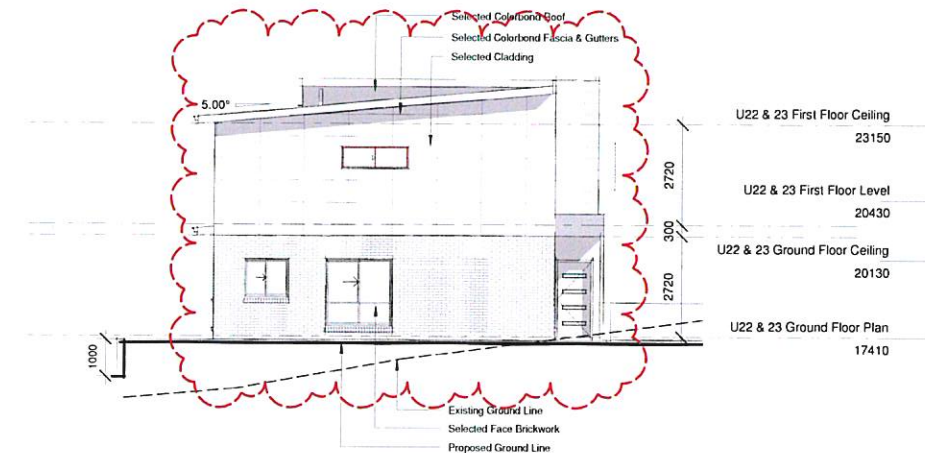 Selected Colorbond Roof
Selected Colorbond Fascia & Gutters
Selected Cladding
5.00°
U22 & 23 First Floor Ceiling
23150
2720
U22 & 23 First Floor Level
20430
300
U22 & 23 Ground Floor Ceiling
20130
2720
U22 & 23 Ground Floor Plan
17410
1000
Existing Ground Line
Selected Face Brickwork
Proposed Ground Line